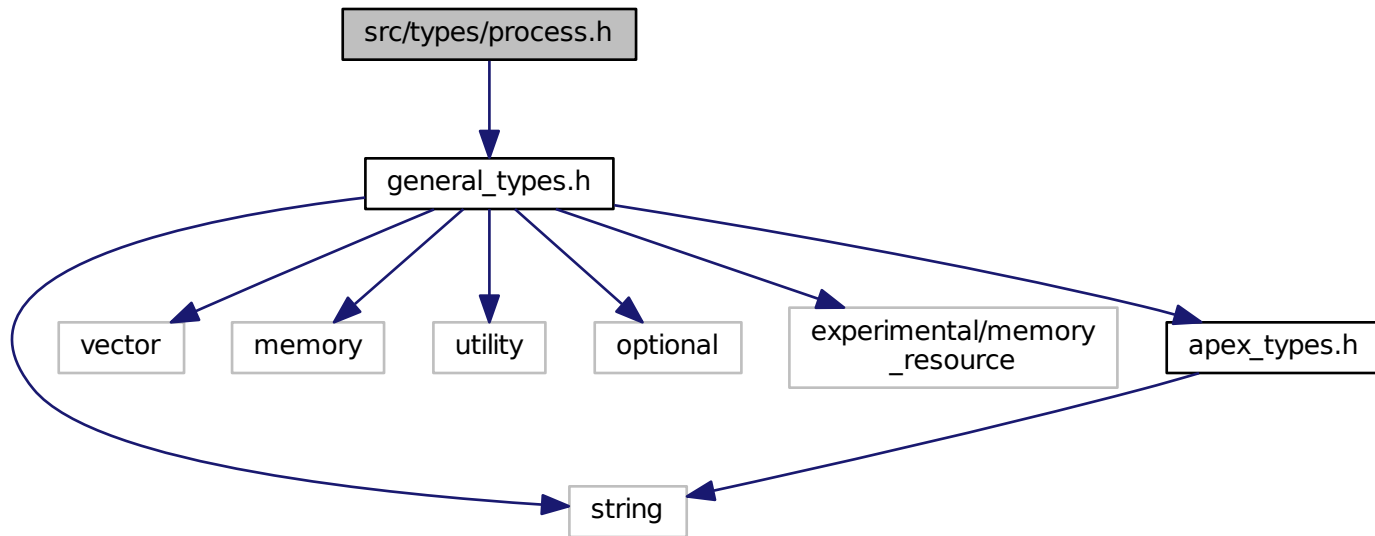 src/types/process.h
general_types.h
vector
memory
utility
optional
experimental/memory
_resource
apex_types.h
string